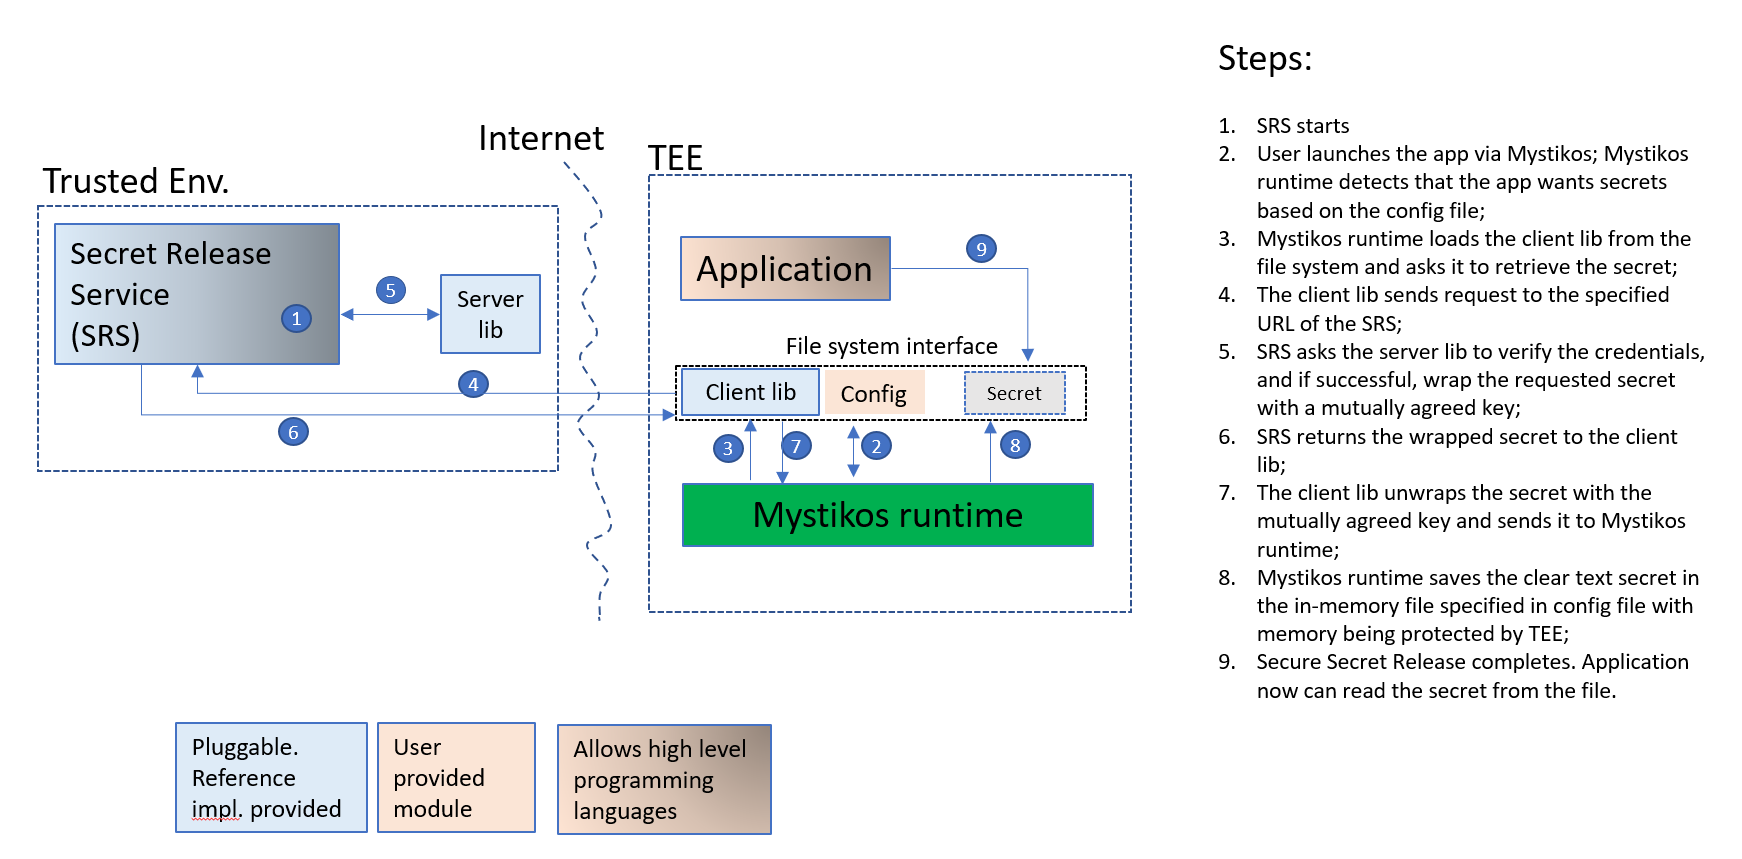 Internet
TEE
Trusted Env.
Secret Release
Service
(SRS)
1
5
Server
lib
4
6
Application
9
File system interface
Client lib
Config
Secret
3
7
2
8
Mystikos runtime
Pluggable.
Reference
impl. provided
User
provided
module
Allows high level
programming
languages
Steps:
1. SRS starts
2. User launches the app via Mystikos; Mystikos
runtime detects that the app wants secrets
based on the config file;
3. Mystikos runtime loads the client lib from the
file system and asks it to retrieve the secret;
4. The client lib sends request to the specified
URL of the SRS;
5. SRS asks the server lib to verify the credentials,
and if successful, wrap the requested secret
with a mutually agreed key;
6. SRS returns the wrapped secret to the client
lib;
7. The client lib unwraps the secret with the
mutually agreed key and sends it to Mystikos
runtime;
8. Mystikos runtime saves the clear text secret in
the in-memory file specified in config file with
memory being protected by TEE;
9. Secure Secret Release completes. Application
now can read the secret from the file.